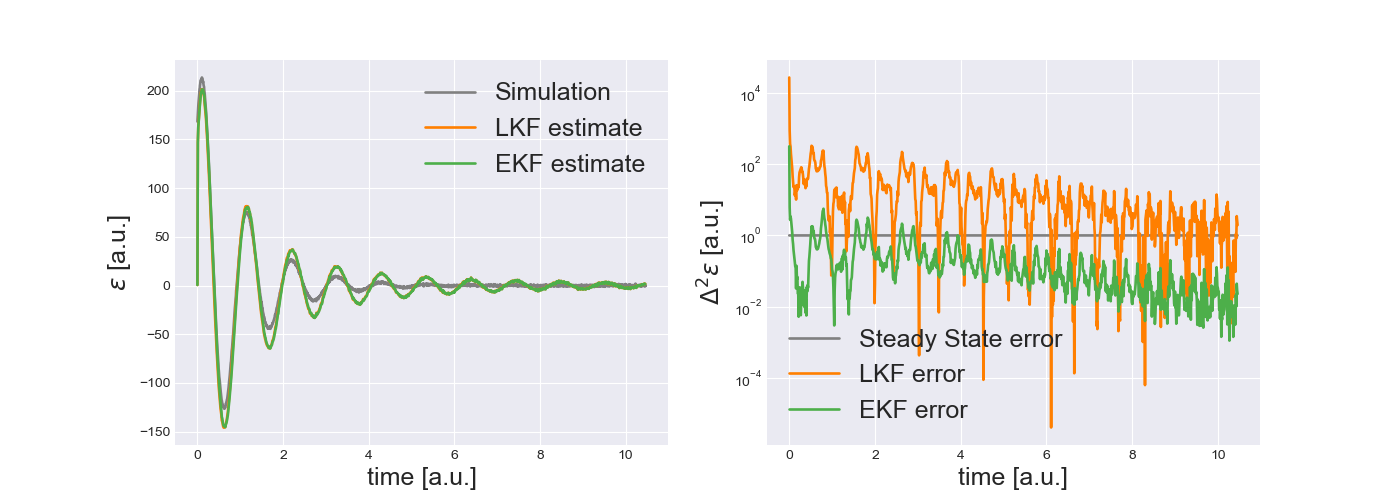 200
150
100
50
0
−50
−100
−150
ε [a.u.]
Simulation
LKF estimate
EKF estimate
0 2 4 6 8 10
time [a.u.]
10⁴
10²
10⁰
10⁻²
10⁻⁴
Δ²ε [a.u.]
Steady State error
LKF error
EKF error
0 2 4 6 8 10
time [a.u.]